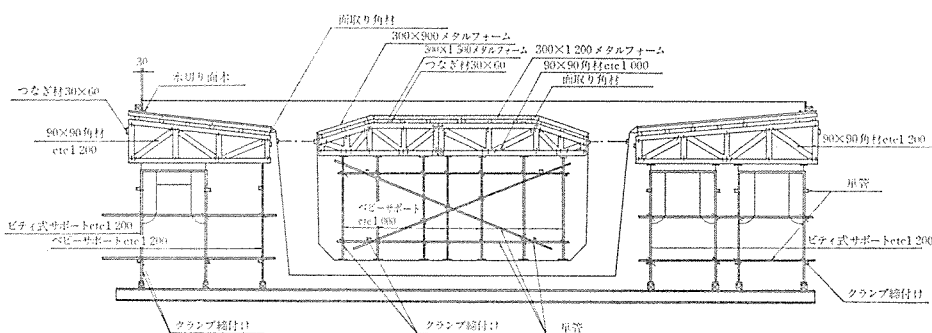 面取り角材
300×900メタルフォーム
300×1 500メタルフォーム
つなぎ材30×60
300×1 200メタルフォーム
90×90角材ctc1 000
面取り角材
30
水切り面木
つなぎ材30×60
90×90角材
ctc1 200
90×90角材ctc1 200
単管
ベビーサポート
ctc1 000
ビティ式サポートctc1 200
ベビーサポートctc1 200
ビティ式サポートctc1 200
クランプ締付け
クランプ締付け
クランプ締付け
単管